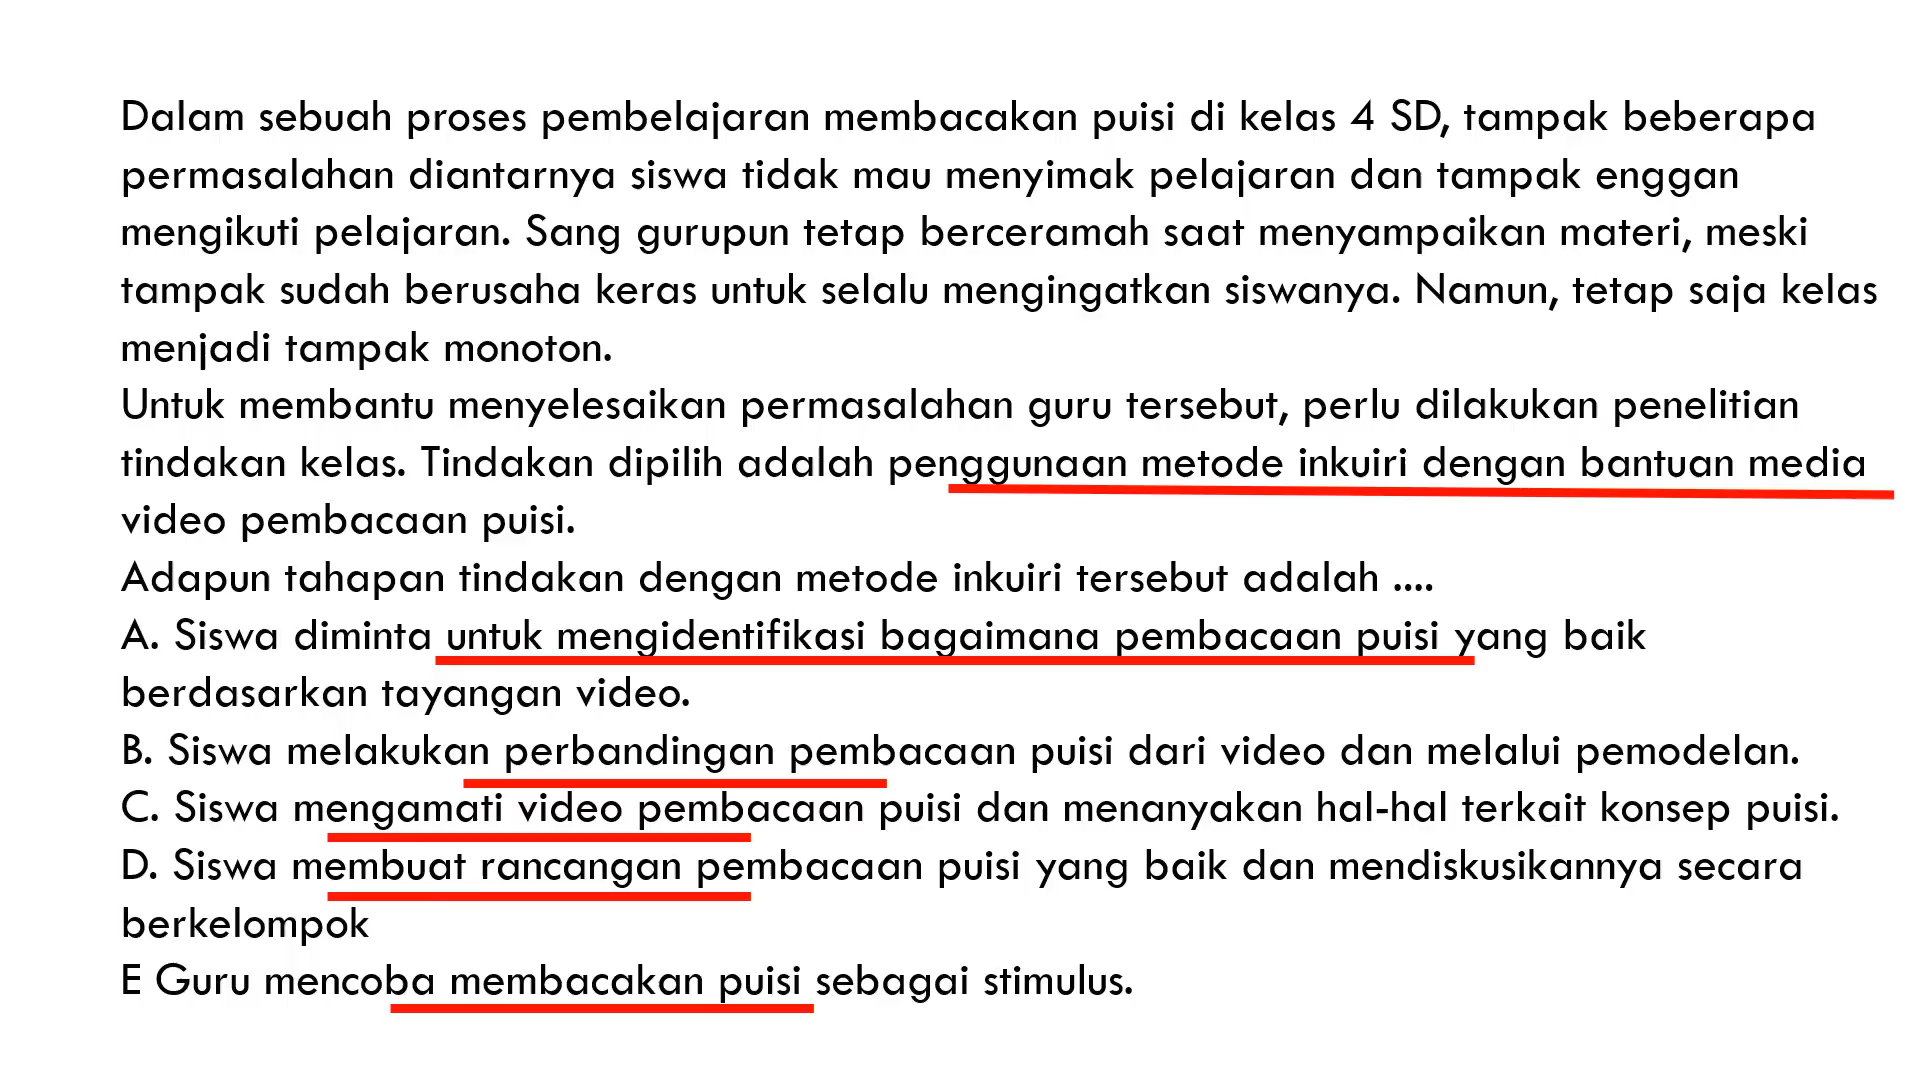 Dalam sebuah proses pembelajaran membacakan puisi di kelas 4 SD, tampak beberapa
permasalahan diantarnya siswa tidak mau menyimak pelajaran dan tampak enggan
mengikuti pelajaran. Sang gurupun tetap berceramah saat menyampaikan materi, meski
tampak sudah berusaha keras untuk selalu mengingatkan siswanya. Namun, tetap saja kelas
menjadi tampak monoton.
Untuk membantu menyelesaikan permasalahan guru tersebut, perlu dilakukan penelitian
tindakan kelas. Tindakan dipilih adalah penggunaan metode inkuiri dengan bantuan media
video pembacaan puisi.
Adapun tahapan tindakan dengan metode inkuiri tersebut adalah ....
A. Siswa diminta untuk mengidentifikasi bagaimana pembacaan puisi yang baik
berdasarkan tayangan video.
B. Siswa melakukan perbandingan pembacaan puisi dari video dan melalui pemodelan.
C. Siswa mengamati video pembacaan puisi dan menanyakan hal-hal terkait konsep puisi.
D. Siswa membuat rancangan pembacaan puisi yang baik dan mendiskusikannya secara
berkelompok
E Guru mencoba membacakan puisi sebagai stimulus.